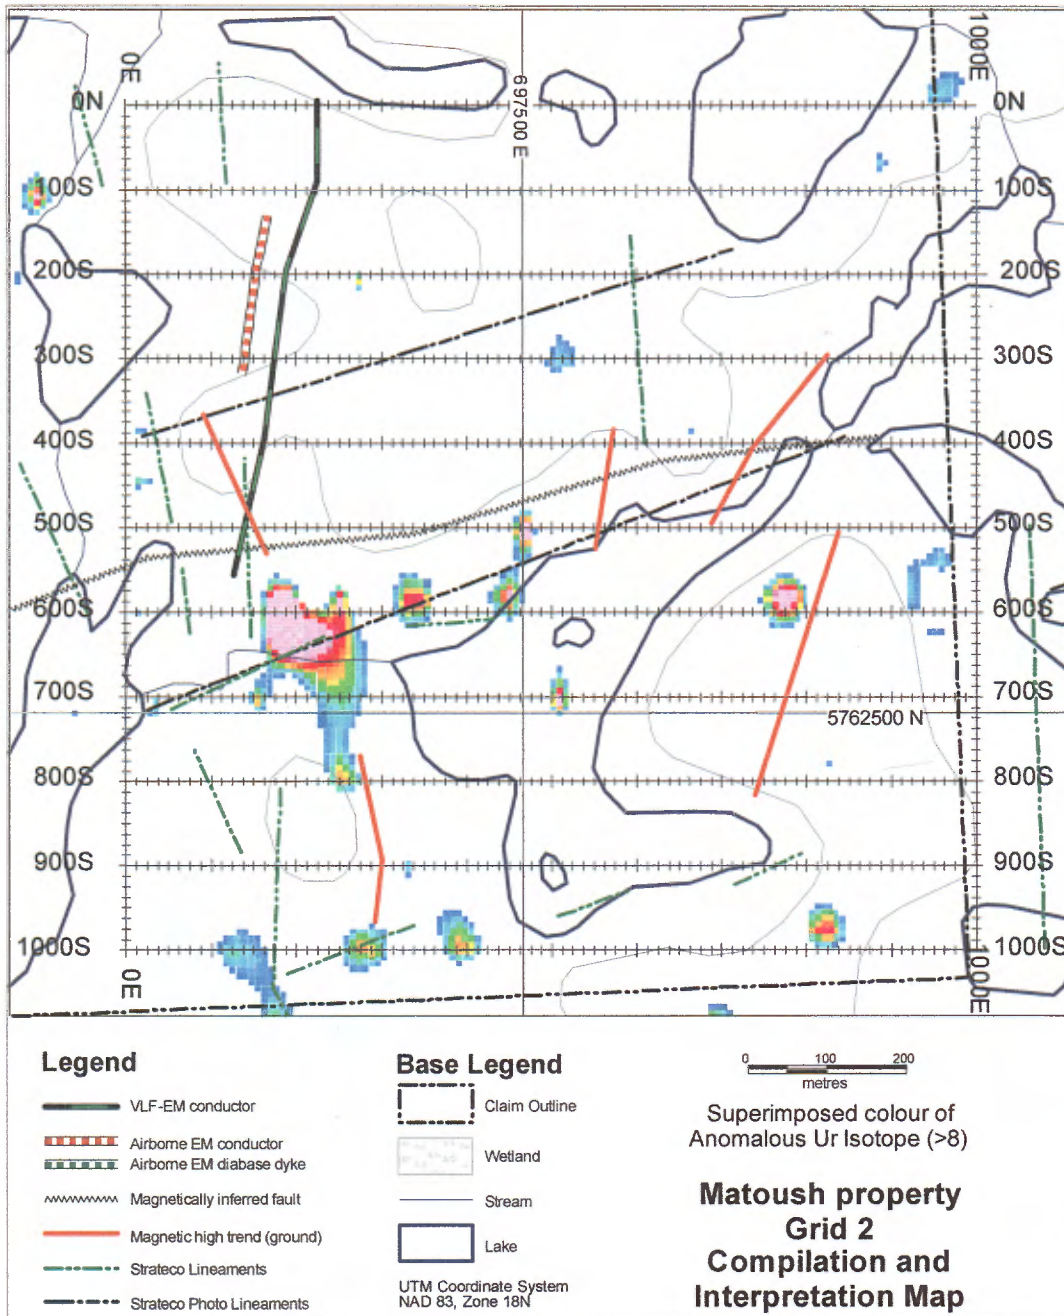 0E
697500 E
1000E
0N
0N
100S
100S
200S
200S
300S
300S
400S
400S
500S
500S
600S
600S
700S
700S
5762500 N
800S
800S
900S
900S
1000S
1000S
0E
1000E
Legend
VLF-EM conductor
Airborne EM conductor
Airborne EM diabase dyke
Magnetically inferred fault
Magnetic high trend (ground)
Strateco Lineaments
Strateco Photo Lineaments
Base Legend
Claim Outline
Wetland
Stream
Lake
UTM Coordinate System
NAD 83, Zone 18N
0 100 200
metres
Superimposed colour of
Anomalous Ur Isotope (>8)
Matoush property
Grid 2
Compilation and
Interpretation Map